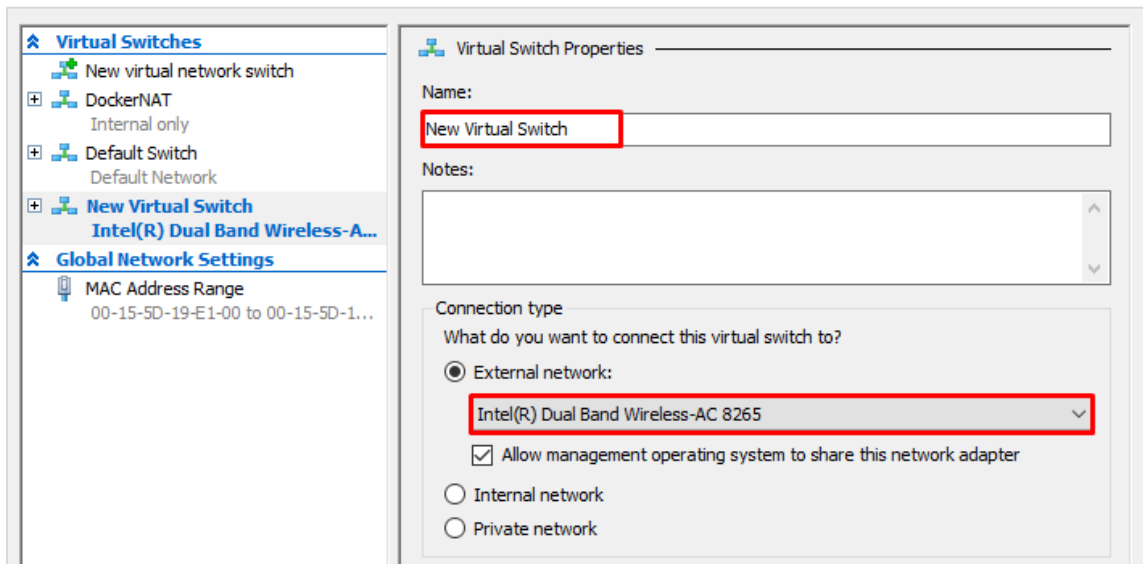 Virtual Switches
New virtual network switch
DockerNAT
Internal only
Default Switch
Default Network
New Virtual Switch
Intel(R) Dual Band Wireless-A...
Global Network Settings
MAC Address Range
00-15-5D-19-E1-00 to 00-15-5D-1...
Virtual Switch Properties
Name:
New Virtual Switch
Notes:
Connection type
What do you want to connect this virtual switch to?
External network:
Intel(R) Dual Band Wireless-AC 8265
Allow management operating system to share this network adapter
Internal network
Private network